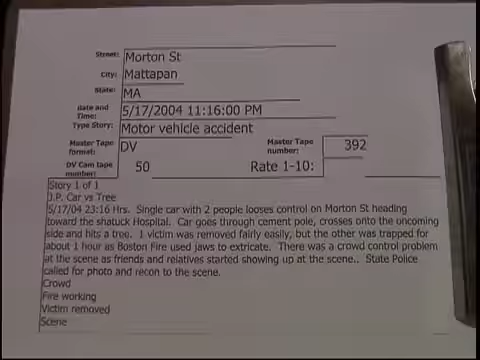 Street: Morton St
City: Mattapan
State: MA
date and Time: 5/17/2004 11:16:00 PM
Type Story: Motor vehicle accident
Master Tape format: DV Master Tape number: 392
DV Cam tape number: 50 Rate 1-10:
Story 1 of 1
J.P. Car vs Tree
5/17/04 23:16 Hrs. Single car with 2 people looses control on Morton St heading
toward the shatuck Hospital. Car goes through cement pole, crosses onto the oncoming
side and hits a tree. 1 victim was removed fairly easily, but the other was trapped for
about 1 hour as Boston Fire used jaws to extricate. There was a crowd control problem
at the scene as friends and relatives started showing up at the scene.. State Police
called for photo and recon to the scene.
Crowd
Fire working
Victim removed
Scene